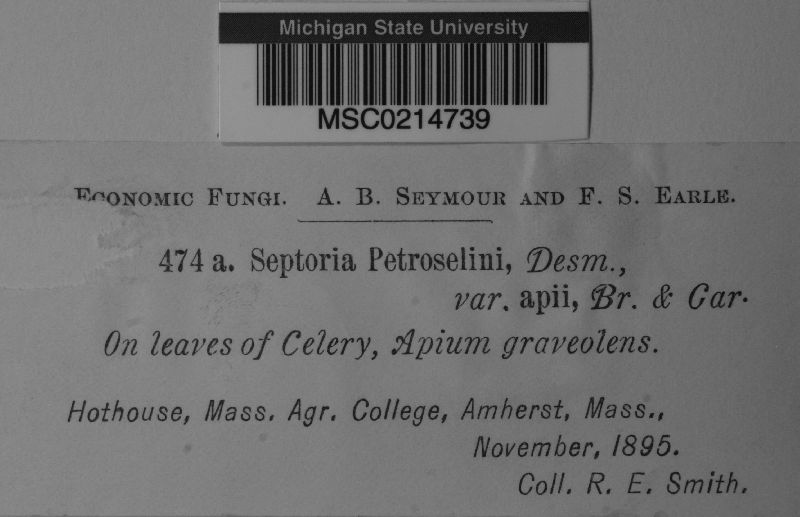 Michigan State University
MSC0214739
Economic Fungi. A. B. Seymour and F. S. Earle.
474 a. Septoria Petroselini, Desm.,
var. apii, Br. & Car.
On leaves of Celery, Apium graveolens.
Hothouse, Mass. Agr. College, Amherst, Mass.,
November, 1895.
Coll. R. E. Smith.